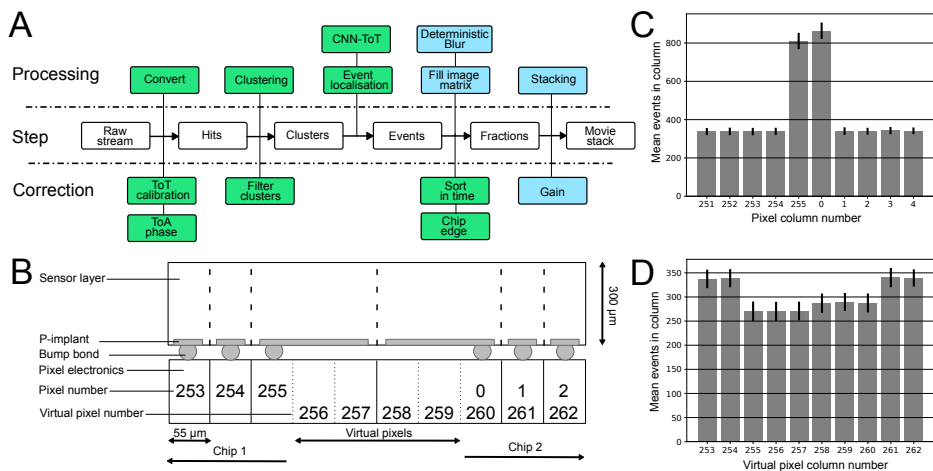 A
Processing
Step
Correction
CNN-ToT
Deterministic
Blur
Convert
Clustering
Event
localisation
Fill image
matrix
Stacking
Raw
stream
Hits
Clusters
Events
Fractions
Movie
stack
ToT
calibration
Filter
clusters
Sort
in time
Gain
ToA
phase
Chip
edge
B
Sensor layer
300 µm
P-implant
Bump bond
Pixel electronics
Pixel number
253 254 255 0 1 2
Virtual pixel number
256 257 258 259 260 261 262
55 µm
Virtual pixels
Chip 1
Chip 2
C
Mean events in column
800
600
400
200
0
251 252 253 254 255 0 1 2 3 4
Pixel column number
D
Mean events in column
350
300
250
200
150
100
50
0
253 254 255 256 257 258 259 260 261 262
Virtual pixel column number